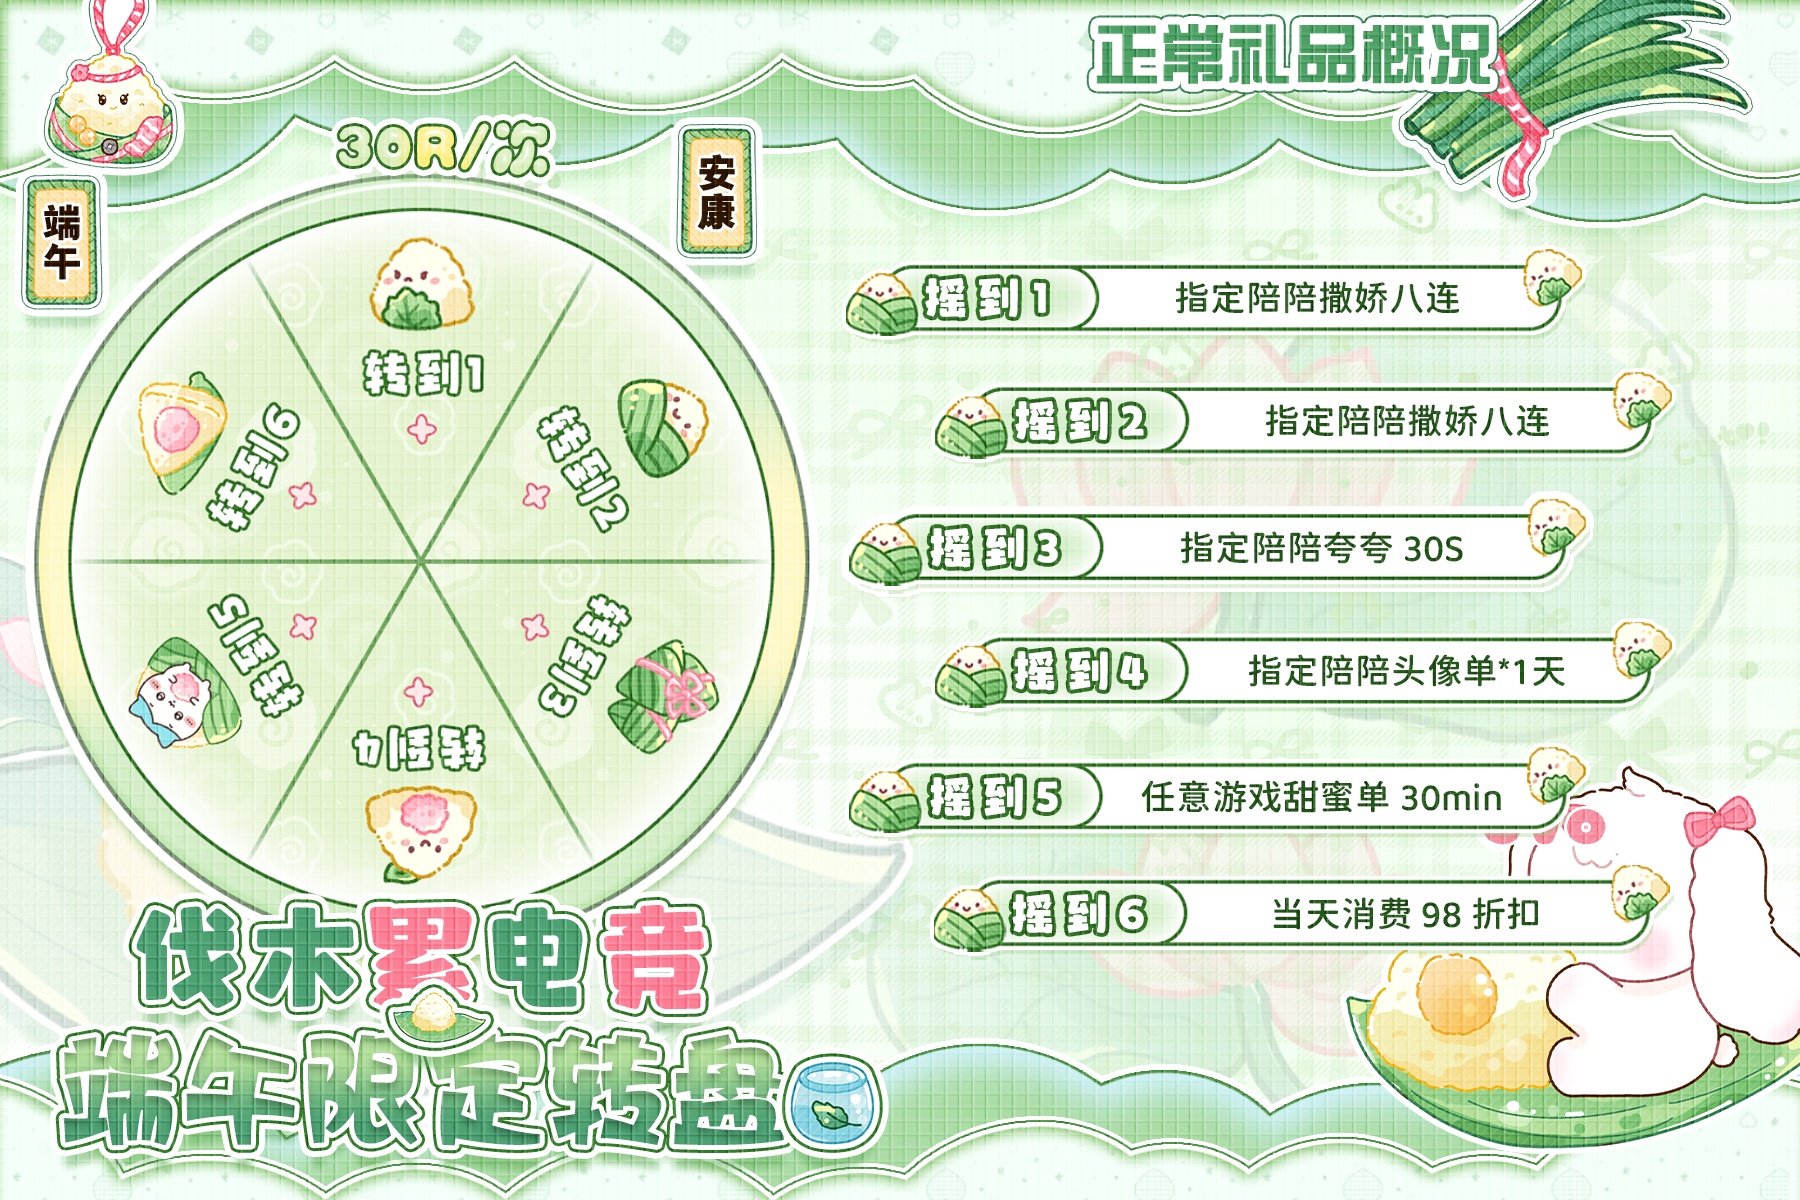 正常礼品概况
30R/次
端午
安康
转到1
转到2
转到3
转到4
转到5
转到6
摇到1 指定陪陪撒娇八连
摇到2 指定陪陪撒娇八连
摇到3 指定陪陪夸夸 30S
摇到4 指定陪陪头像单*1天
摇到5 任意游戏甜蜜单 30min
摇到6 当天消费 98 折扣
伐木累电竞
端午限定转盘